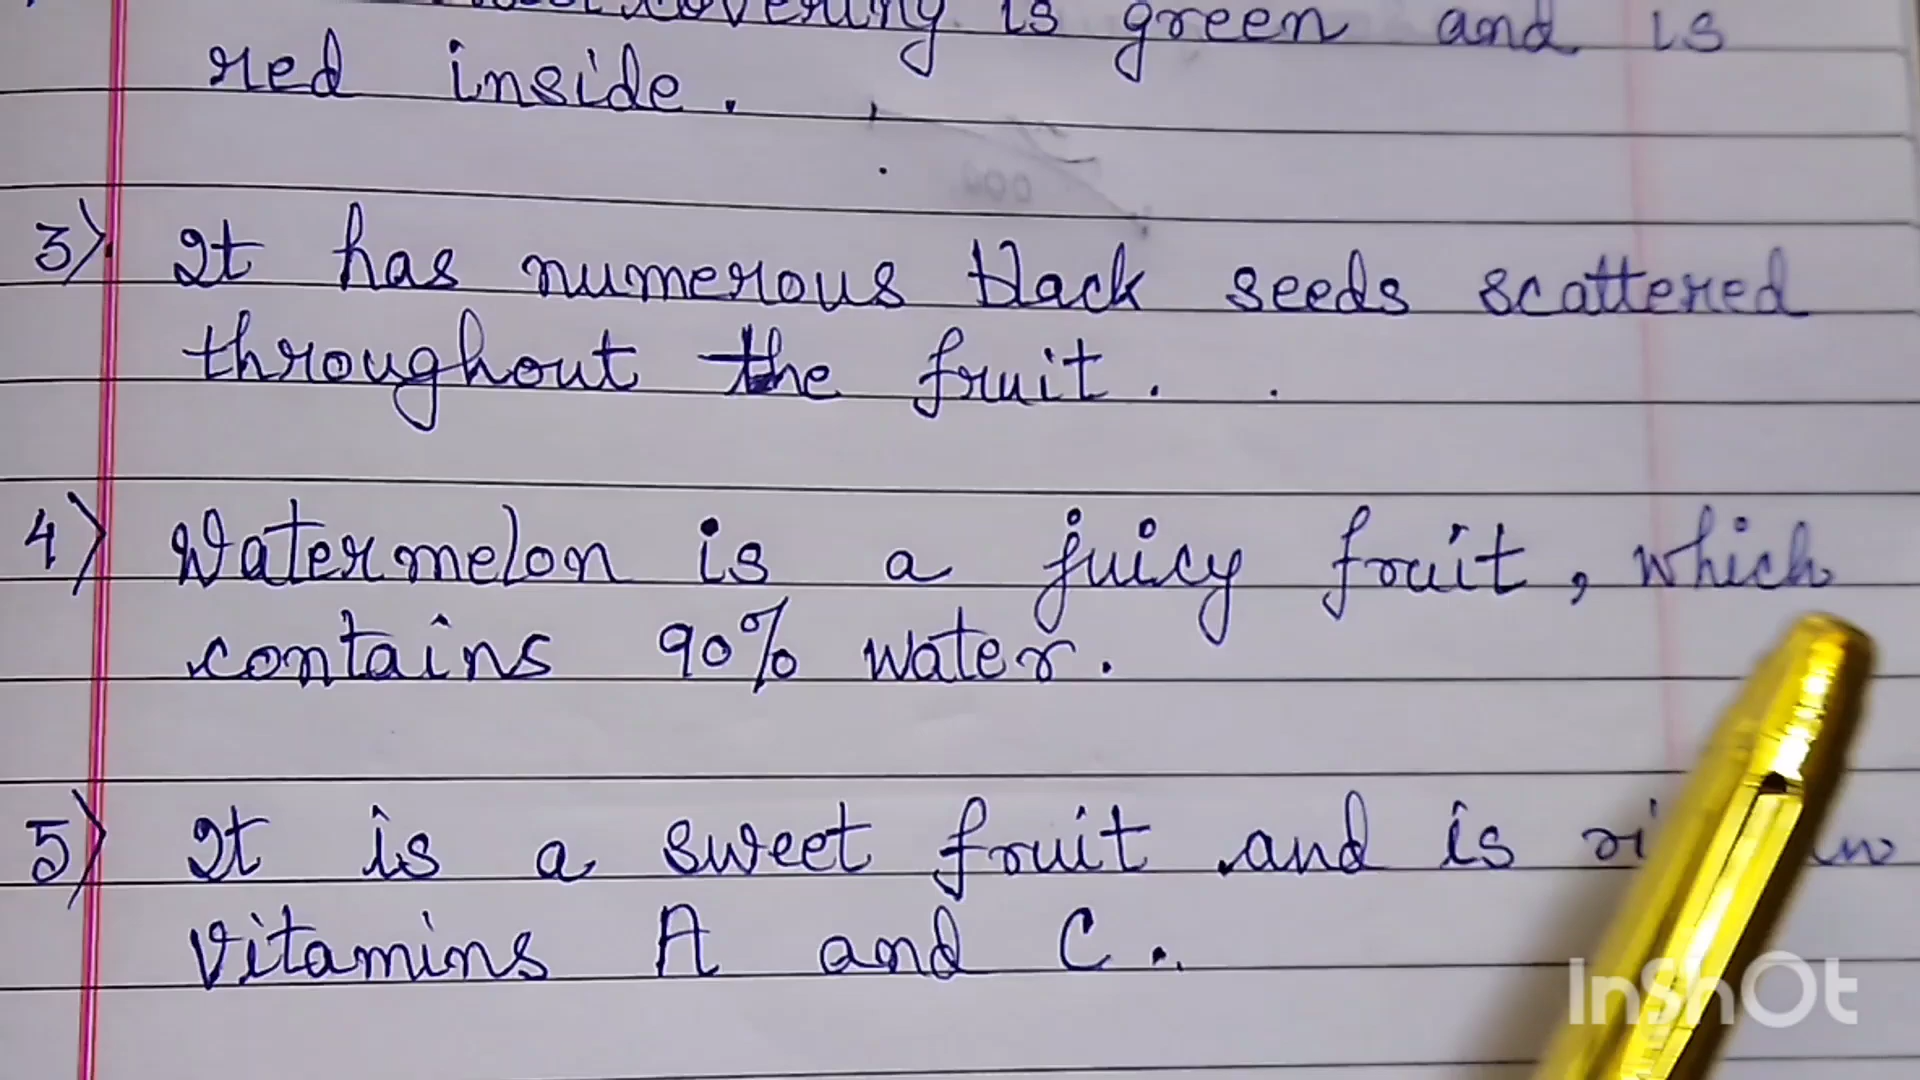 covering is green and is
red inside.
3) It has numerous black seeds scattered
throughout the fruit.
4) Watermelon is a juicy fruit, which
contains 90% water.
5) It is a sweet fruit and is
vitamins A and C.
InShOt